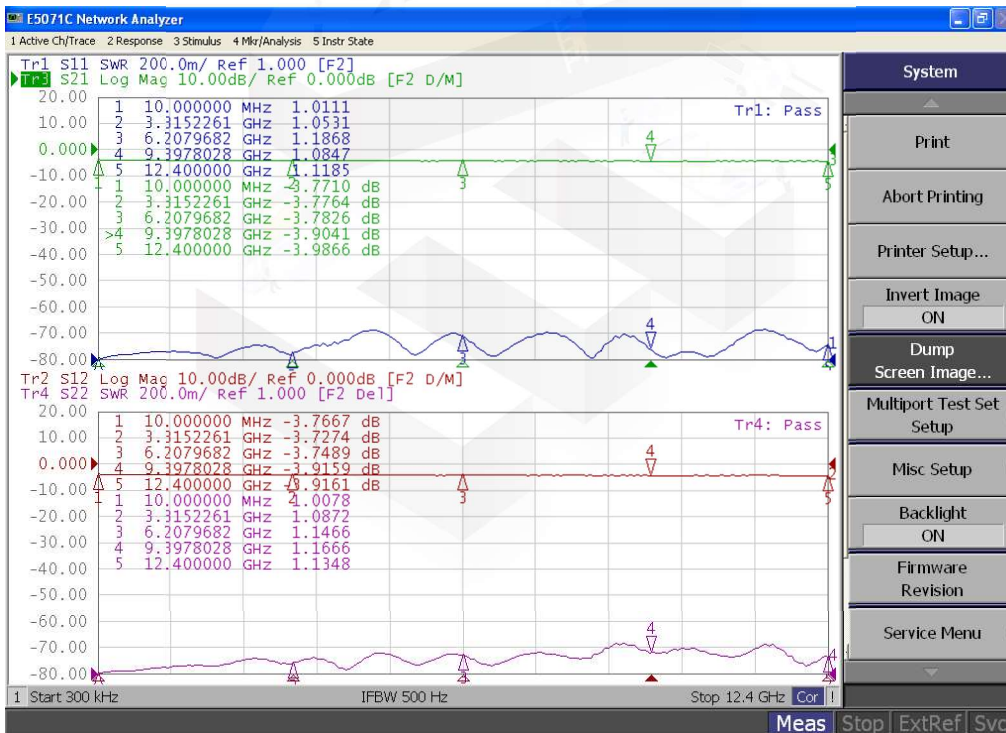 E5071C Network Analyzer
1 Active Ch/Trace 2 Response 3 Stimulus 4 Mkr/Analysis 5 Instr State
Tr1 S11 SWR 200.0m/ Ref 1.000 [F2]
Tr3 S21 Log Mag 10.00dB/ Ref 0.000dB [F2 D/M]
20.00
10.00
0.000
-10.00
-20.00
-30.00
-40.00
-50.00
-60.00
-70.00
-80.00
1 10.000000 MHz 1.0111
2 3.3152261 GHz 1.0531
3 6.2079682 GHz 1.1868
4 9.3978028 GHz 1.0847
5 12.400000 GHz 1.1185
1 10.000000 MHz -3.7710 dB
2 3.3152261 GHz -3.7764 dB
3 6.2079682 GHz -3.7826 dB
>4 9.3978028 GHz -3.9041 dB
5 12.400000 GHz -3.9866 dB
Tr1: Pass
Tr2 S12 Log Mag 10.00dB/ Ref 0.000dB [F2 D/M]
Tr4 S22 SWR 200.0m/ Ref 1.000 [F2 Del]
20.00
10.00
0.000
-10.00
-20.00
-30.00
-40.00
-50.00
-60.00
-70.00
-80.00
1 10.000000 MHz -3.7667 dB
2 3.3152261 GHz -3.7274 dB
3 6.2079682 GHz -3.7489 dB
4 9.3978028 GHz -3.9159 dB
5 12.400000 GHz -3.9161 dB
1 10.000000 MHz 1.0078
2 3.3152261 GHz 1.0872
3 6.2079682 GHz 1.1466
4 9.3978028 GHz 1.1666
5 12.400000 GHz 1.1348
Tr4: Pass
1 Start 300 kHz IFBW 500 Hz Stop 12.4 GHz Cor !
System
Print
Abort Printing
Printer Setup...
Invert Image
ON
Dump
Screen Image...
Multiport Test Set
Setup
Misc Setup
Backlight
ON
Firmware
Revision
Service Menu
Meas Stop ExtRef Svc